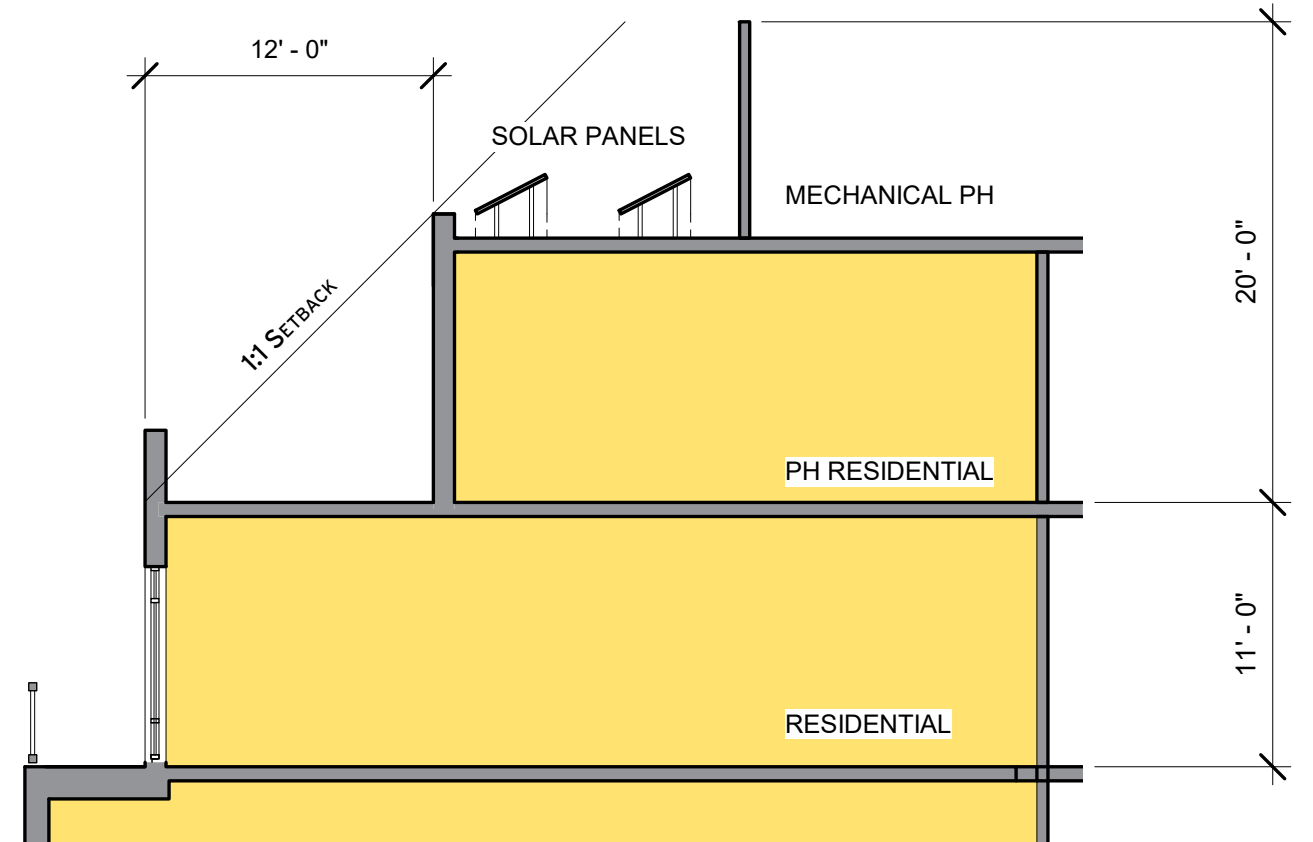 12' - 0"
SOLAR PANELS
MECHANICAL PH
20' - 0"
1:1 SETBACK
PH RESIDENTIAL
11' - 0"
RESIDENTIAL